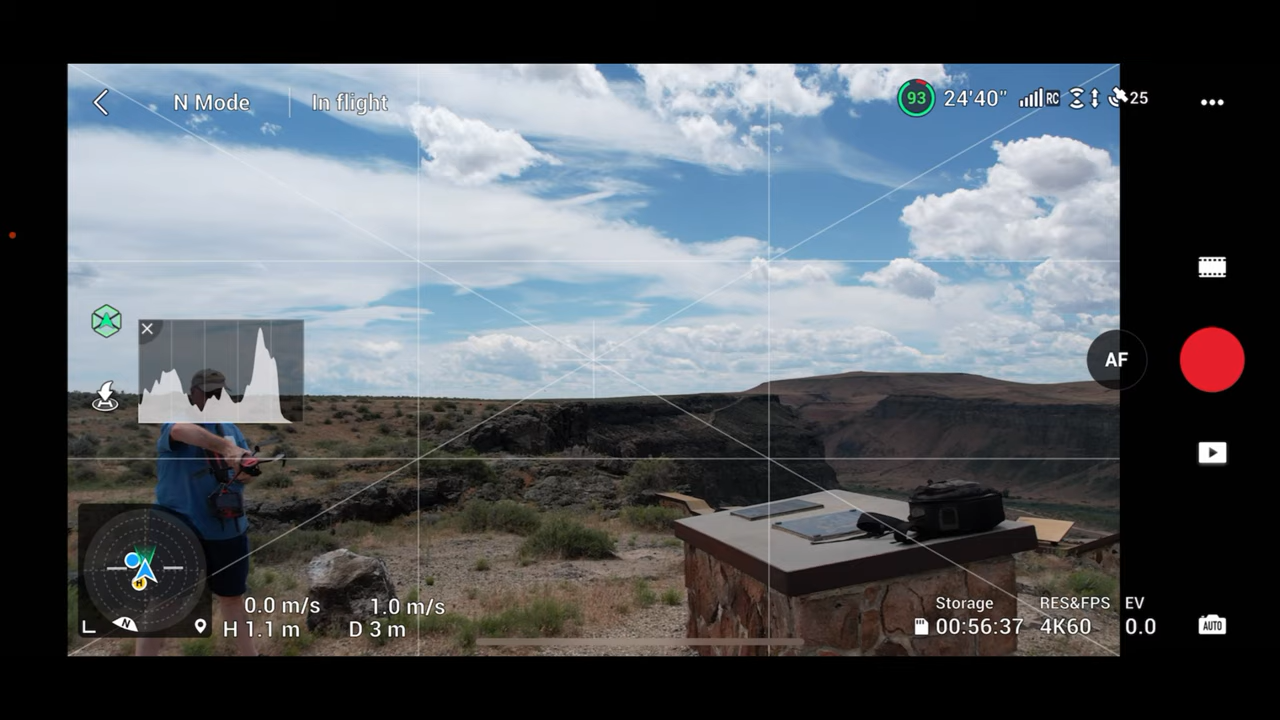 N Mode
In flight
93
24'40"
RC
25
AF
H
N
0.0 m/s
1.0 m/s
H 1.1 m
D 3 m
Storage
RES&FPS
EV
00:56:37
4K60
0.0
AUTO